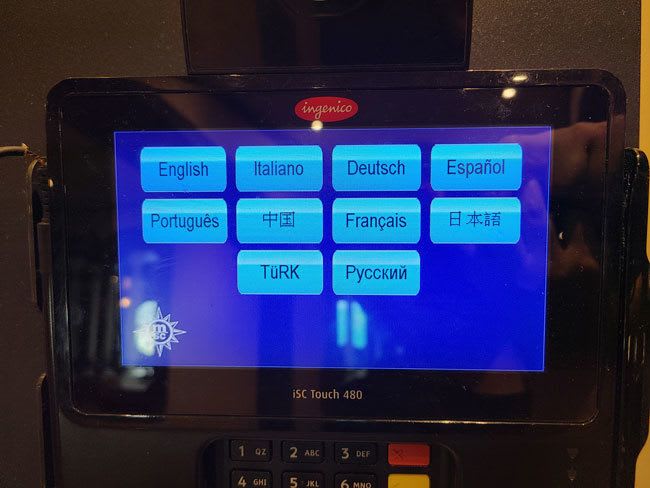 ingenico
English Italiano Deutsch Español
Português 中国 Français 日本語
TüRK Русский
msc
iSC Touch 480
1 QZ 2 ABC 3 DEF
4 GHI 5 JKL 6 MNO